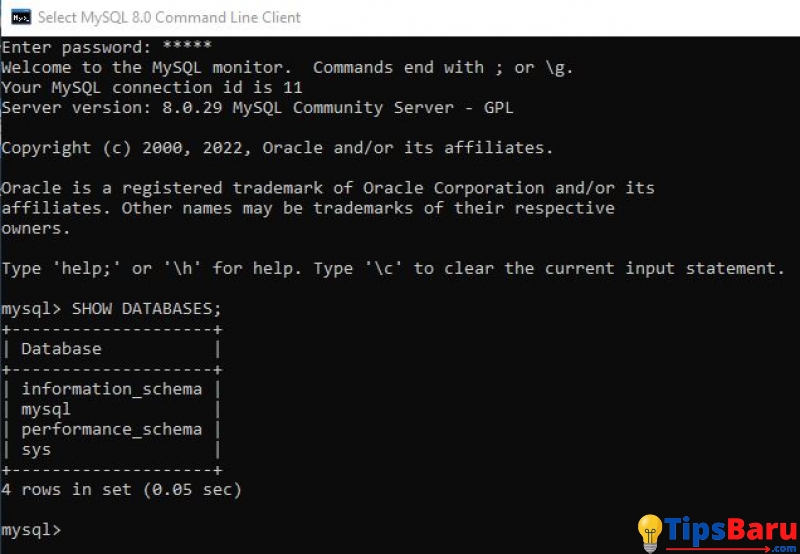 Select MySQL 8.0 Command Line Client
Enter password: *****
Welcome to the MySQL monitor.  Commands end with ; or \g.
Your MySQL connection id is 11
Server version: 8.0.29 MySQL Community Server - GPL

Copyright (c) 2000, 2022, Oracle and/or its affiliates.

Oracle is a registered trademark of Oracle Corporation and/or its
affiliates. Other names may be trademarks of their respective
owners.

Type 'help;' or '\h' for help. Type '\c' to clear the current input statement.

mysql> SHOW DATABASES;
+--------------------+
| Database           |
+--------------------+
| information_schema |
| mysql              |
| performance_schema |
| sys                |
+--------------------+
4 rows in set (0.05 sec)

mysql>
TipsBaru
.com